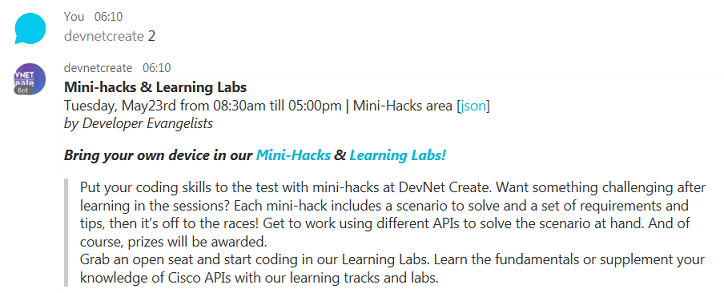 You 06:10
devnetcreate 2
devnetcreate 06:10
Mini-hacks & Learning Labs
Tuesday, May23rd from 08:30am till 05:00pm | Mini-Hacks area [json]
by Developer Evangelists
Bring your own device in our Mini-Hacks & Learning Labs!
Put your coding skills to the test with mini-hacks at DevNet Create. Want something challenging after
learning in the sessions? Each mini-hack includes a scenario to solve and a set of requirements and
tips, then it's off to the races! Get to work using different APIs to solve the scenario at hand. And of
course, prizes will be awarded.
Grab an open seat and start coding in our Learning Labs. Learn the fundamentals or supplement your
knowledge of Cisco APIs with our learning tracks and labs.
Bot